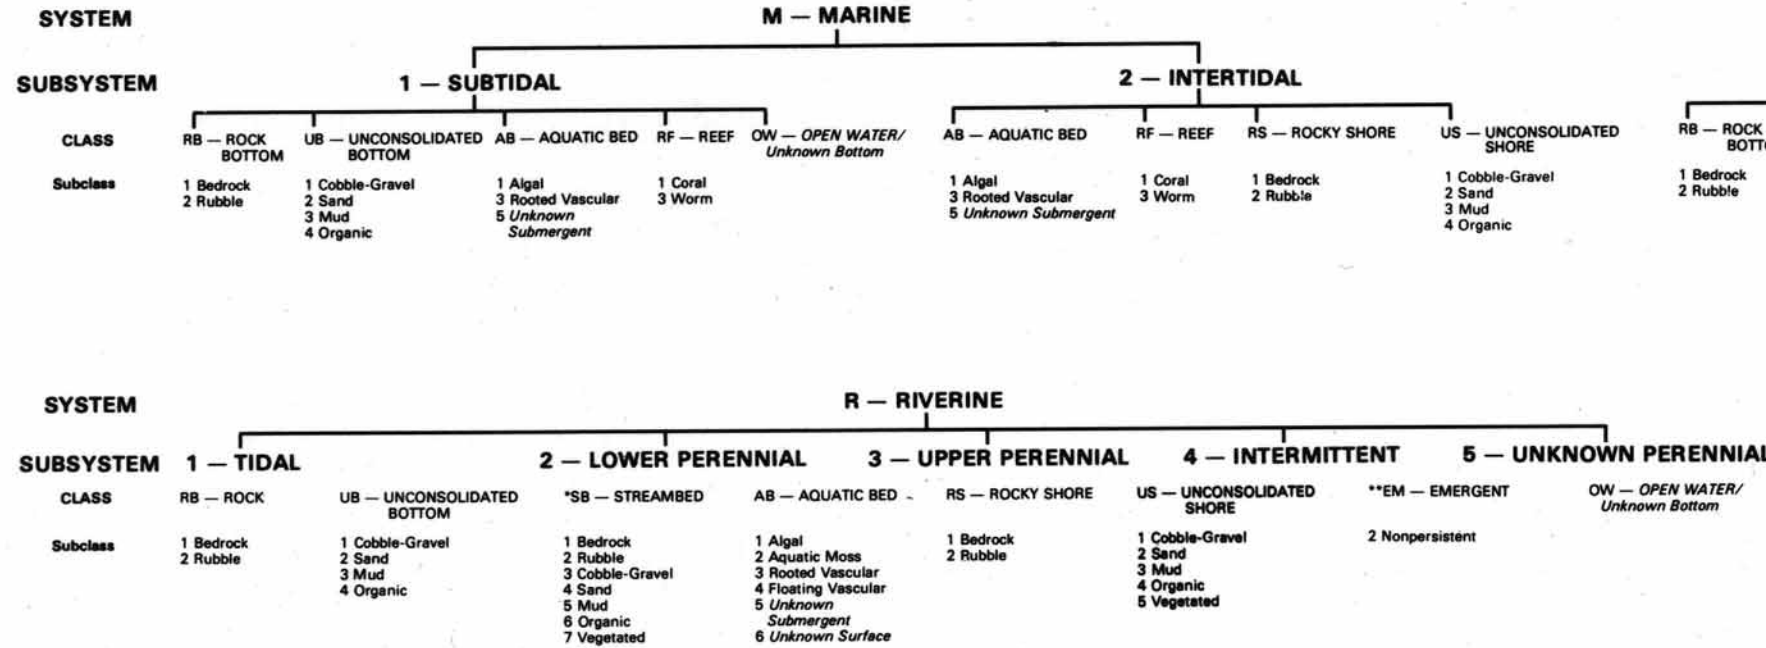 SYSTEM
M — MARINE
SUBSYSTEM
1 — SUBTIDAL
2 — INTERTIDAL
CLASS
RB — ROCK
BOTTOM
UB — UNCONSOLIDATED
BOTTOM
AB — AQUATIC BED
RF — REEF
OW — OPEN WATER/
Unknown Bottom
AB — AQUATIC BED
RF — REEF
RS — ROCKY SHORE
US — UNCONSOLIDATED
SHORE
RB — ROCK
BOTTO
Subclass
1 Bedrock
2 Rubble
1 Cobble-Gravel
2 Sand
3 Mud
4 Organic
1 Algal
3 Rooted Vascular
5 Unknown
Submergent
1 Coral
3 Worm
1 Algal
3 Rooted Vascular
5 Unknown Submergent
1 Coral
3 Worm
1 Bedrock
2 Rubble
1 Cobble-Gravel
2 Sand
3 Mud
4 Organic
1 Bedrock
2 Rubble
SYSTEM
R — RIVERINE
SUBSYSTEM
1 — TIDAL
2 — LOWER PERENNIAL
3 — UPPER PERENNIAL
4 — INTERMITTENT
5 — UNKNOWN PERENNIAL
CLASS
RB — ROCK
UB — UNCONSOLIDATED
BOTTOM
*SB — STREAMBED
AB — AQUATIC BED
RS — ROCKY SHORE
US — UNCONSOLIDATED
SHORE
**EM — EMERGENT
OW — OPEN WATER/
Unknown Bottom
Subclass
1 Bedrock
2 Rubble
1 Cobble-Gravel
2 Sand
3 Mud
4 Organic
1 Bedrock
2 Rubble
3 Cobble-Gravel
4 Sand
5 Mud
6 Organic
7 Vegetated
1 Algal
2 Aquatic Moss
3 Rooted Vascular
4 Floating Vascular
5 Unknown
Submergent
6 Unknown Surface
1 Bedrock
2 Rubble
1 Cobble-Gravel
2 Sand
3 Mud
4 Organic
5 Vegetated
2 Nonpersistent